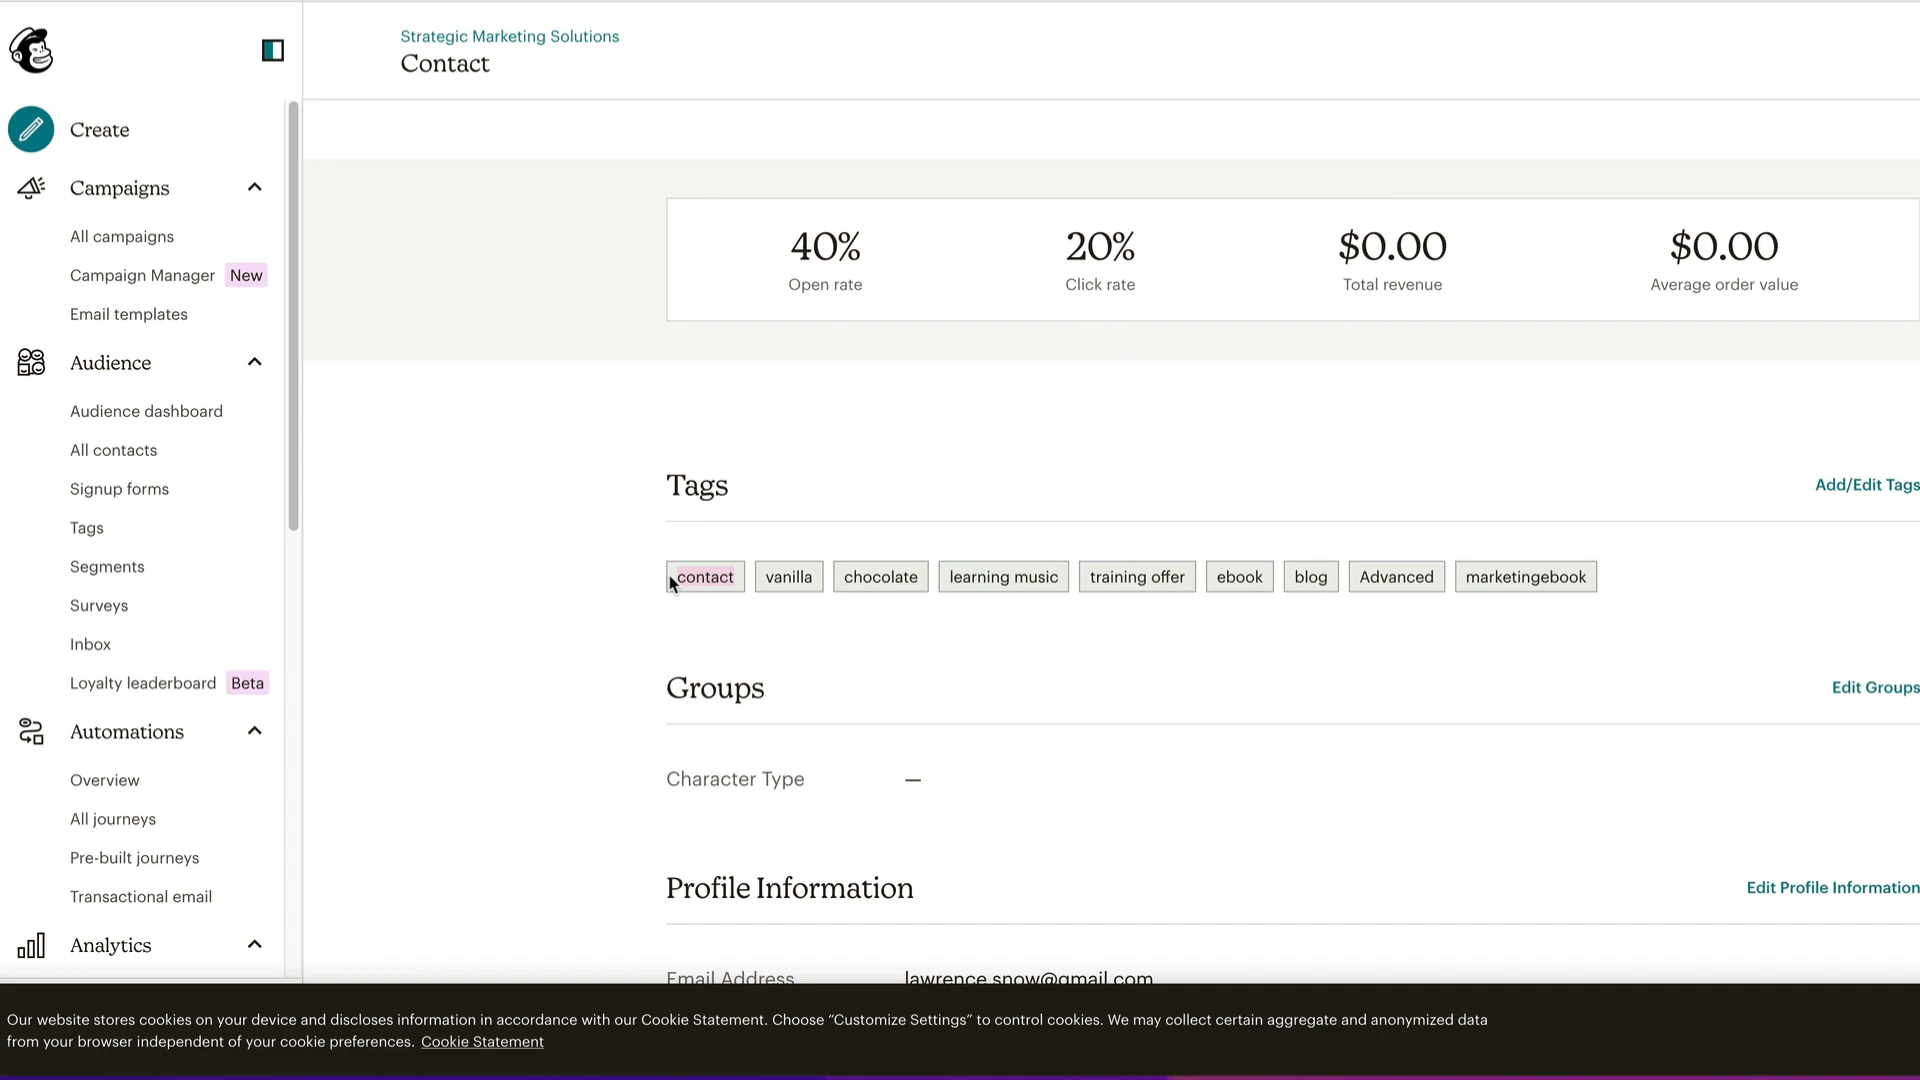 Strategic Marketing Solutions
Contact
Create
Campaigns
All campaigns
Campaign Manager New
Email templates
Audience
Audience dashboard
All contacts
Signup forms
Tags
Segments
Surveys
Inbox
Loyalty leaderboard Beta
Automations
Overview
All journeys
Pre-built journeys
Transactional email
Analytics
40% 20% $0.00 $0.00
Open rate Click rate Total revenue Average order value
Tags Add/Edit Tags
contact vanilla chocolate learning music training offer ebook blog Advanced marketingebook
Groups Edit Groups
Character Type —
Profile Information Edit Profile Information
Email Address lawrence.snow@gmail.com
Our website stores cookies on your device and discloses information in accordance with our Cookie Statement. Choose “Customize Settings” to control cookies. We may collect certain aggregate and anonymized data
from your browser independent of your cookie preferences. Cookie Statement